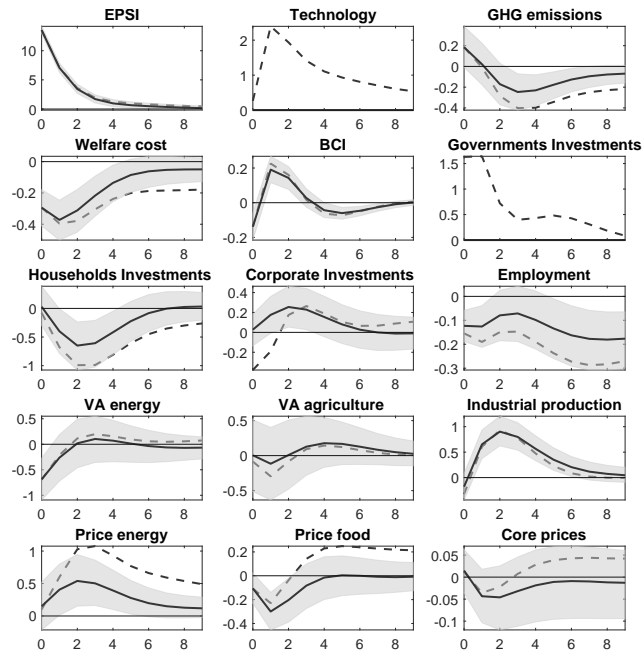 EPSI Technology GHG emissions
10
5
0
0 2 4 6 8
2
1
0
0 2 4 6 8
0.2
0
-0.2
-0.4
0 2 4 6 8
Welfare cost BCI Governments Investments
0
-0.2
-0.4
0 2 4 6 8
0.2
0
-0.2
0 2 4 6 8
1.5
1
0.5
0
0 2 4 6 8
Households Investments Corporate Investments Employment
0
-0.5
-1
0 2 4 6 8
0.4
0.2
0
-0.2
0 2 4 6 8
0
-0.1
-0.2
-0.3
0 2 4 6 8
VA energy VA agriculture Industrial production
0.5
0
-0.5
-1
0 2 4 6 8
0.5
0
-0.5
0 2 4 6 8
1
0.5
0
0 2 4 6 8
Price energy Price food Core prices
1
0.5
0
0 2 4 6 8
0.2
0
-0.2
-0.4
0 2 4 6 8
0.05
0
-0.05
-0.1
0 2 4 6 8